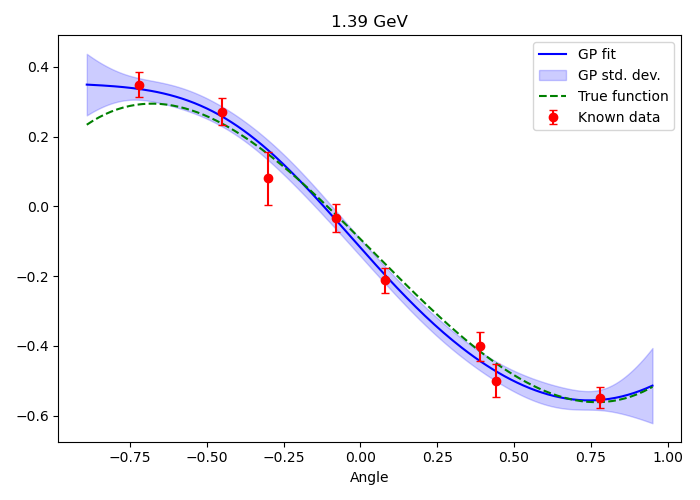 1.39 GeV
GP fit
GP std. dev.
True function
Known data
0.4
0.2
0.0
−0.2
−0.4
−0.6
−0.75 −0.50 −0.25 0.00 0.25 0.50 0.75 1.00
Angle